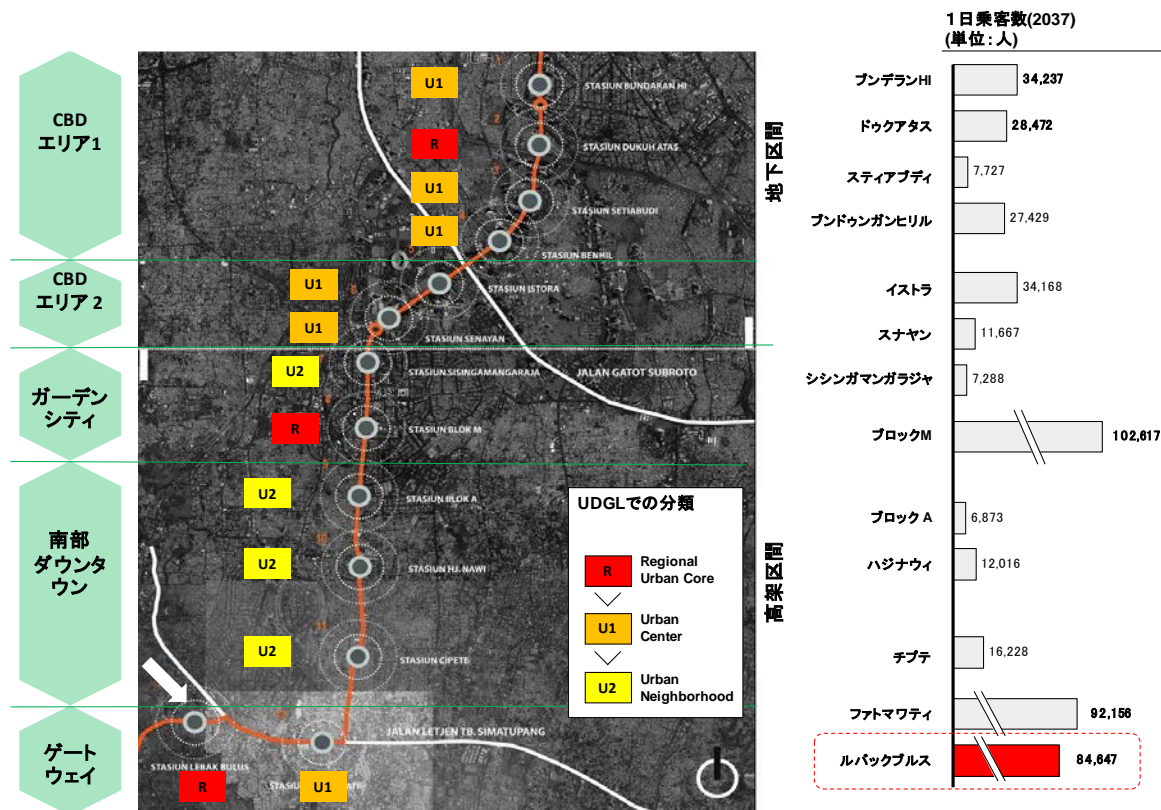 CBD
エリア1
CBD
エリア 2
ガーデン
シティ
南部
ダウンタ
ウン
ゲート
ウェイ
U1
R
U1
U1
U1
U1
U2
R
U2
U2
U2
R
U1
STASIUN BUNDARAN HI
STASIUN DUKUH ATAS
STASIUN SETIABUDI
STASIUN BENHIL
STASIUN ISTORA
STASIUN SENAYAN
STASIUN SISINGAMANGARAJA
JALAN GATOT SUBROTO
STASIUN BLOK M
STASIUN BLOK A
STASIUN HJ. NAWI
STASIUN CIPETE
JALAN LETJEN TB. SIMATUPANG
STASIUN LEBAK BULUS
UDGLでの分類
R
Regional
Urban Core
U1
Urban
Center
U2
Urban
Neighborhood
地下区間
高架区間
1日乗客数(2037)
(単位:人)
ブンデランHI
34,237
ドゥクアタス
28,472
スティアブディ
7,727
ブンドゥンガンヒリル
27,429
イストラ
34,168
スナヤン
11,667
シシンガマンガラジャ
7,288
ブロックM
102,617
ブロック A
6,873
ハジナウィ
12,016
チプテ
16,228
ファトマワティ
92,156
ルバックブルス
84,647